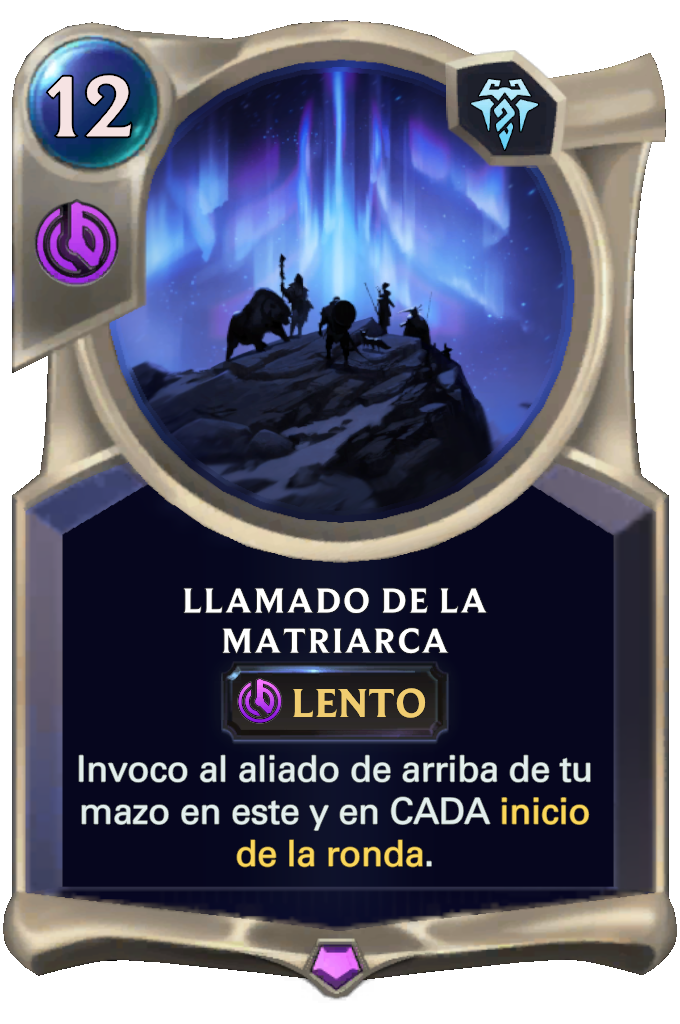 12
LLAMADO DE LA
MATRIARCA
LENTO
Invoco al aliado de arriba de tu
mazo en este y en CADA inicio
de la ronda.